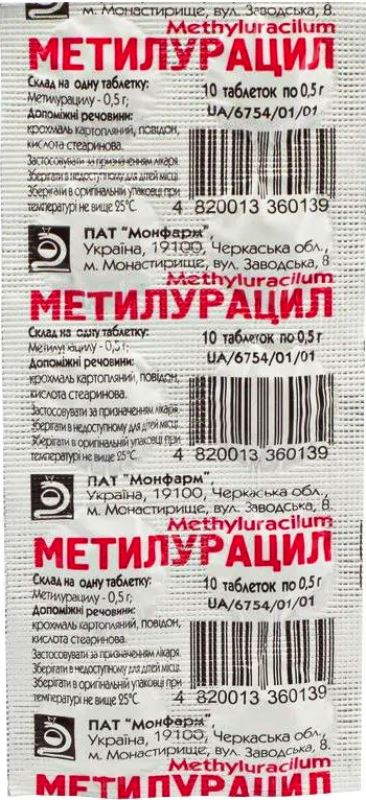 м. Монастирище, вул. Заводська, 8.
Methyluracilum
МЕТИЛУРАЦИЛ
Склад на одну таблетку:
Метилурацилу - 0,5 г;
Допоміжні речовини:
крохмаль картопляний, повідон,
кислота стеаринова.
Застосовувати за призначенням лікаря.
Зберігати в недоступному для дітей місці.
Зберігати в оригінальній упаковці при
температурі не вище 25°С.
10 таблеток по 0,5 г
UA/6754/01/01
4 820013 360139
ПАТ "Монфарм",
Україна, 19100, Черкаська обл.,
м. Монастирище, вул. Заводська, 8.
Methyluracilum
МЕТИЛУРАЦИЛ
Склад на одну таблетку:
Метилурацилу - 0,5 г;
Допоміжні речовини:
крохмаль картопляний, повідон,
кислота стеаринова.
Застосовувати за призначенням лікаря.
Зберігати в недоступному для дітей місці.
Зберігати в оригінальній упаковці при
температурі не вище 25°С.
10 таблеток по 0,5 г
UA/6754/01/01
4 820013 360139
ПАТ "Монфарм",
Україна, 19100, Черкаська обл.,
м. Монастирище, вул. Заводська, 8
Methyluracilum
МЕТИЛУРАЦИЛ
Склад на одну таблетку:
Метилурацилу - 0,5 г;
Допоміжні речовини:
крохмаль картопляний, повідон,
кислота стеаринова.
Застосовувати за призначенням лікаря.
Зберігати в недоступному для дітей місці.
Зберігати в оригінальній упаковці при
температурі не вище 25°С.
10 таблеток по 0,5 г
UA/6754/01/01
4 820013 360139
ПАТ "Монфарм",
Україна, 19100, Черкаська обл.,
м. Монастирище, вул. Заводська, 8.
Methyluracilum
МЕТИЛУРАЦИЛ